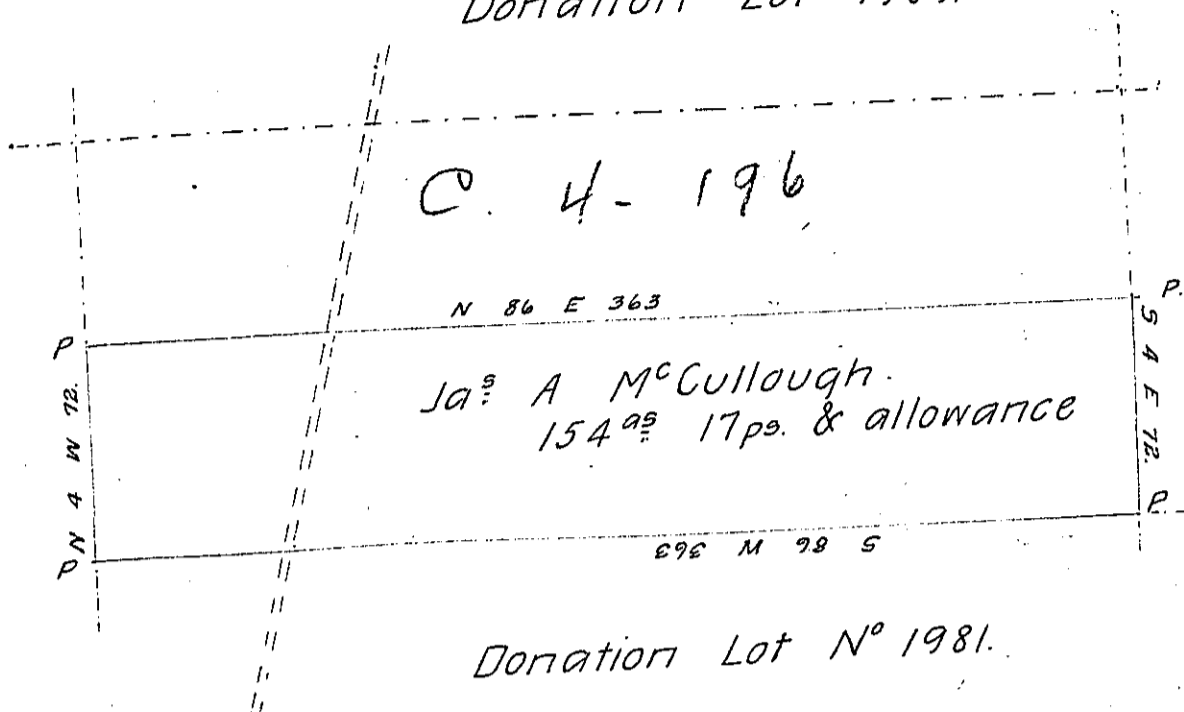 Donation Lot
C. 4 - 196
N 86 E 363
P.
P
S 4 E 72.
N 4 W 72.
Jas A McCullough.
154as 17ps. & allowance
P.
P
S 86 W 363
Donation Lot No 1981.